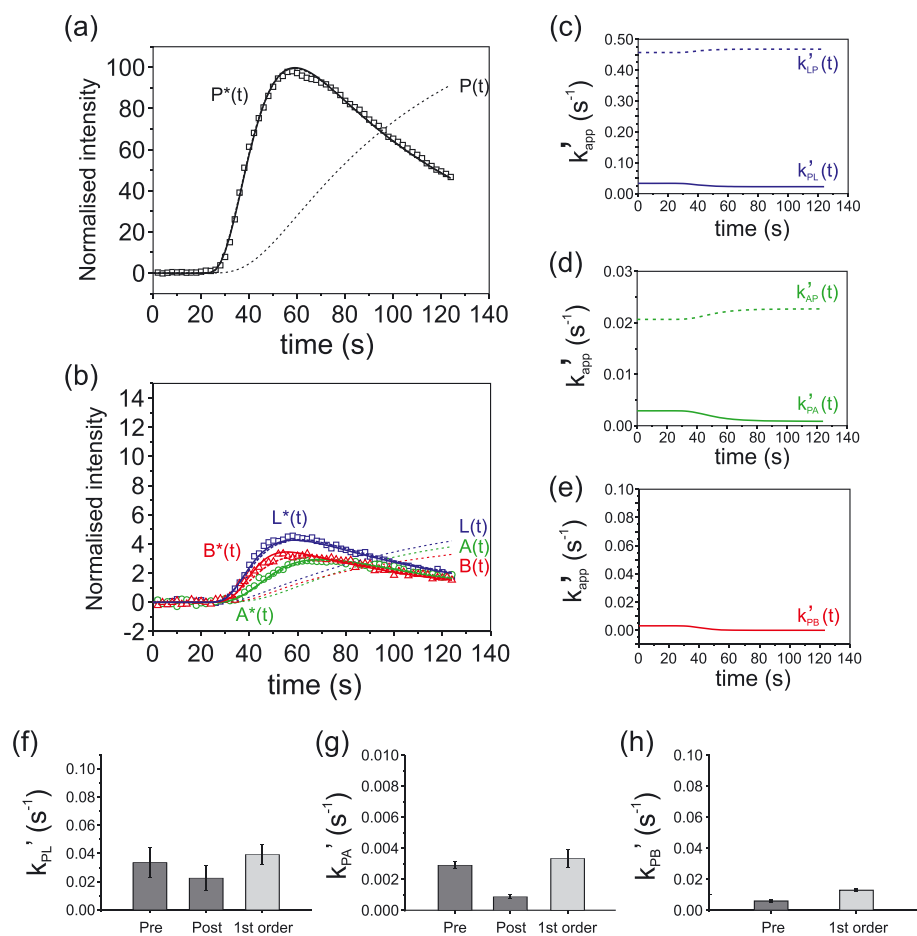 (a)
Normalised intensity
100
80
60
40
20
0
P*(t)
P(t)
0 20 40 60 80 100 120 140
time (s)
(b)
Normalised intensity
14
12
10
8
6
4
2
0
-2
L*(t)
B*(t)
A*(t)
L(t)
A(t)
B(t)
0 20 40 60 80 100 120 140
time (s)
(c)
k'app (s-1)
0.50
0.40
0.30
0.20
0.10
0.00
k'LP(t)
k'PL(t)
0 20 40 60 80 100 120 140
time (s)
(d)
k'app (s-1)
0.03
0.02
0.01
0.00
k'AP(t)
k'PA(t)
0 20 40 60 80 100 120 140
time (s)
(e)
k'app (s-1)
0.10
0.08
0.06
0.04
0.02
0.00
k'PB(t)
0 20 40 60 80 100 120 140
time (s)
(f)
kPL' (s-1)
0.10
0.08
0.06
0.04
0.02
0.00
Pre Post 1st order
(g)
kPA' (s-1)
0.010
0.008
0.006
0.004
0.002
0.000
Pre Post 1st order
(h)
kPB' (s-1)
0.10
0.08
0.06
0.04
0.02
0.00
Pre 1st order